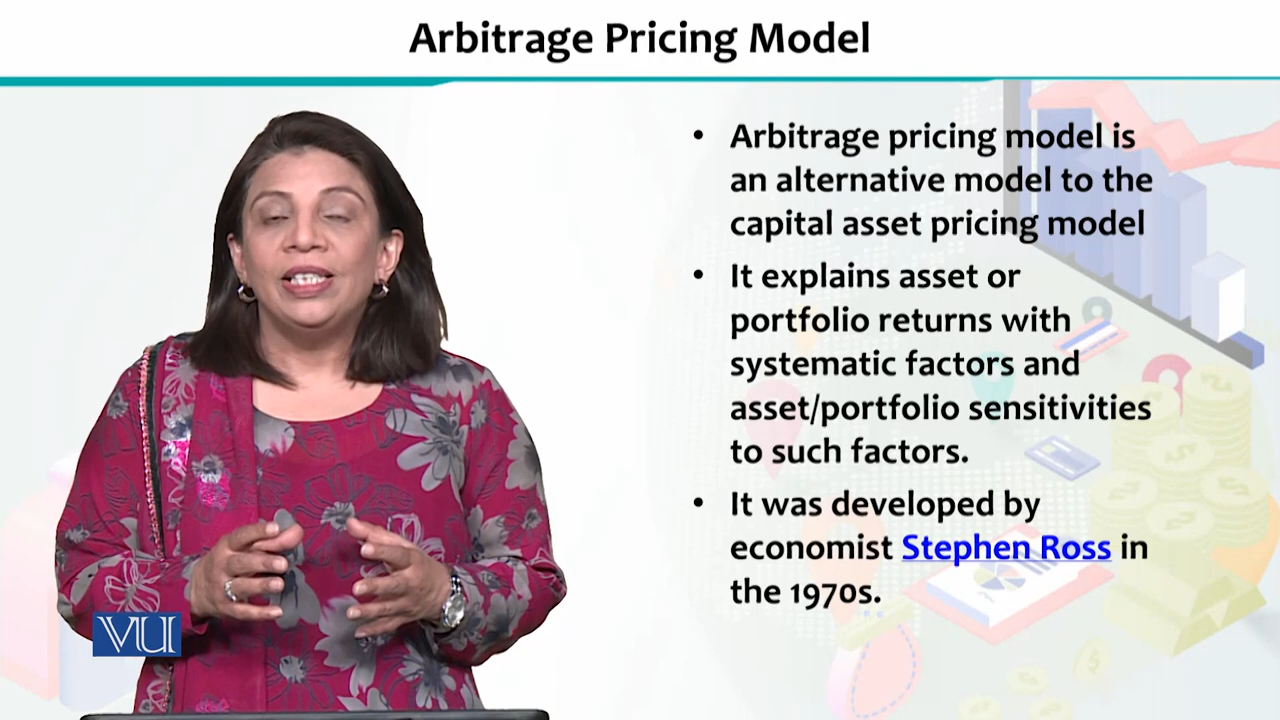 Arbitrage Pricing Model
• Arbitrage pricing model is
an alternative model to the
capital asset pricing model
• It explains asset or
portfolio returns with
systematic factors and
asset/portfolio sensitivities
to such factors.
• It was developed by
economist Stephen Ross in
the 1970s.
VU